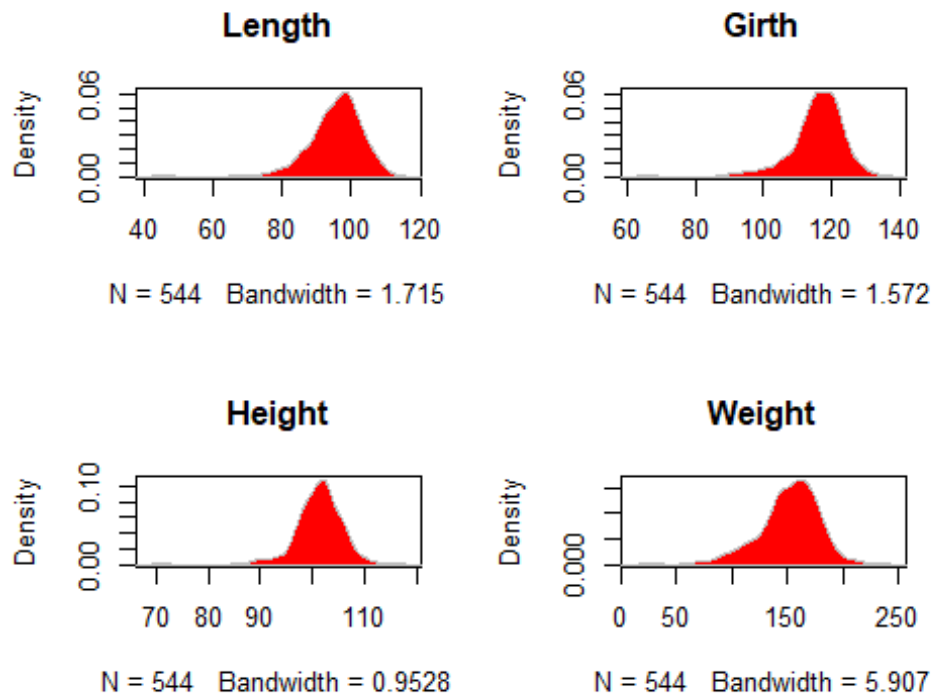 Length
Density
0.00 0.06
40 60 80 100 120
N = 544 Bandwidth = 1.715
Girth
Density
0.00 0.06
60 80 100 120 140
N = 544 Bandwidth = 1.572
Height
Density
0.00 0.10
70 80 90 110
N = 544 Bandwidth = 0.9528
Weight
Density
0.000
0 50 150 250
N = 544 Bandwidth = 5.907